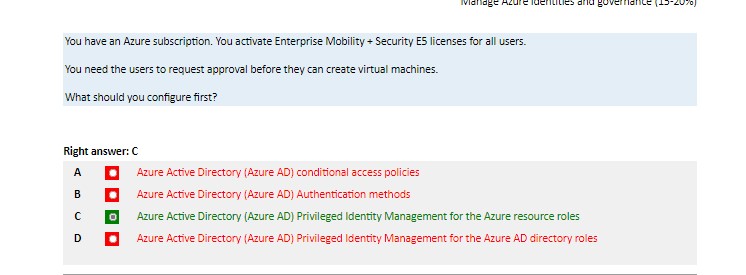 Manage Azure identities and governance (15-20%)
You have an Azure subscription. You activate Enterprise Mobility + Security E5 licenses for all users.
You need the users to request approval before they can create virtual machines.
What should you configure first?
Right answer: C
A Azure Active Directory (Azure AD) conditional access policies
B Azure Active Directory (Azure AD) Authentication methods
C Azure Active Directory (Azure AD) Privileged Identity Management for the Azure resource roles
D Azure Active Directory (Azure AD) Privileged Identity Management for the Azure AD directory roles